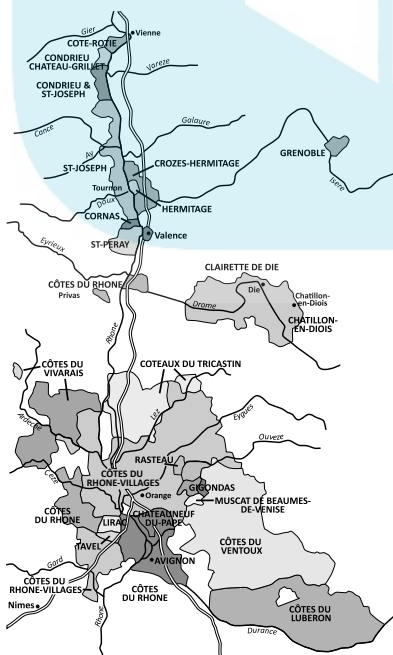 Gier
Vienne
COTE-ROTIE
CONDRIEU
CHATEAU-GRILLET
Vareze
CONDRIEU &
ST-JOSEPH
Cance
Galaure
Ay
CROZES-HERMITAGE
GRENOBLE
ST-JOSEPH
Isère
Tournon
Doux
HERMITAGE
CORNAS
Valence
ST-PERAY
Eyrieux
CLAIRETTE DE DIE
CÔTES DU RHONE
Die
Privas
Chatillon-
en-Diois
Drome
CHATILLON-
EN-DIOIS
Rhone
CÔTES DU
VIVARAIS
COTEAUX DU TRICASTIN
Lez
Eygues
Ardeche
Ouveze
RASTEAU
Ceze
CÔTES DU
RHONE-VILLAGES
GIGONDAS
Orange
MUSCAT DE BEAUMES-
DE-VENISE
CÔTES
DU RHONE
LIRAC
CHATEAUNEUF
DU-PAPE
TAVEL
CÔTES DU
VENTOUX
Gard
AVIGNON
CÔTES DU
RHONE-VILLAGES
CÔTES
DU RHONE
Nimes
Rhone
CÔTES DU
LUBERON
Durance